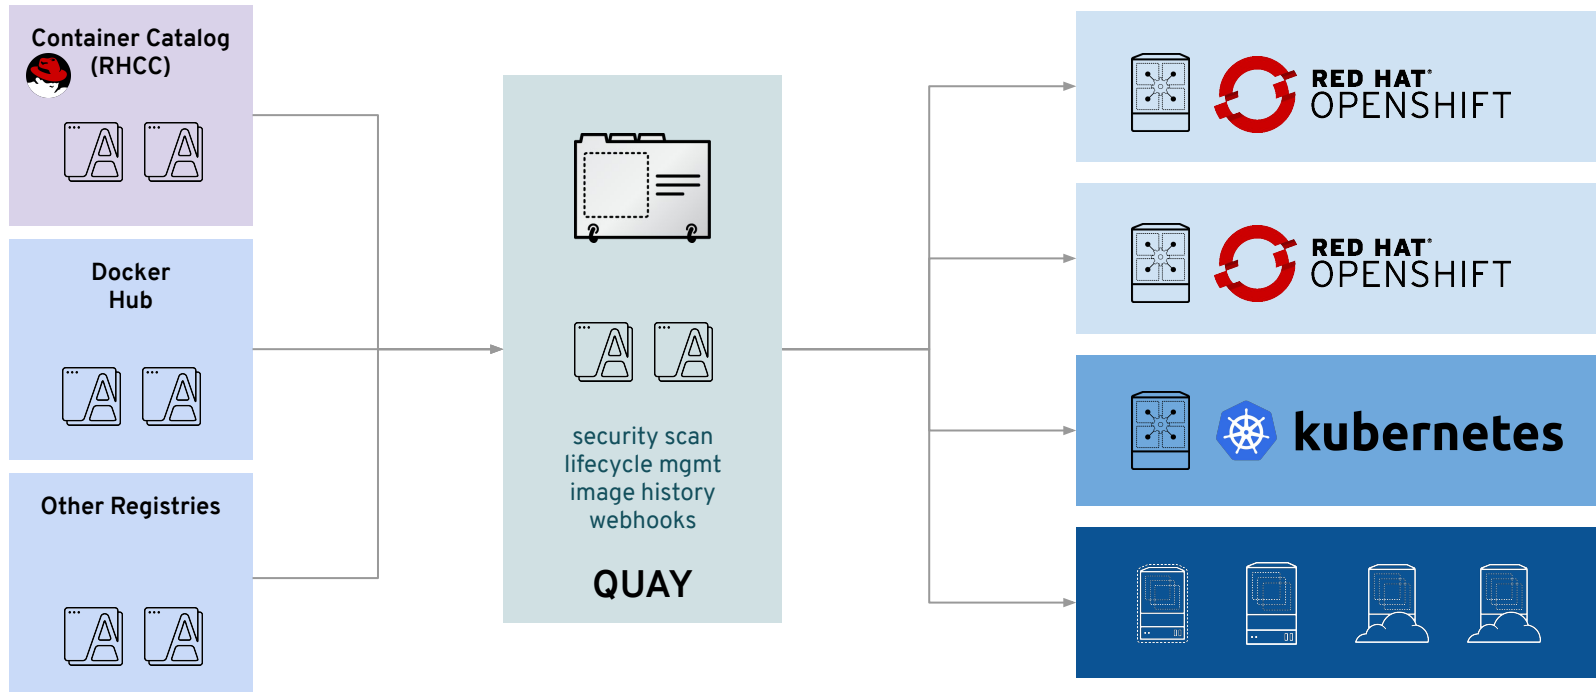 Container Catalog
(RHCC)
Docker
Hub
Other Registries
security scan
lifecycle mgmt
image history
webhooks
QUAY
RED HAT®
OPENSHIFT
RED HAT®
OPENSHIFT
kubernetes